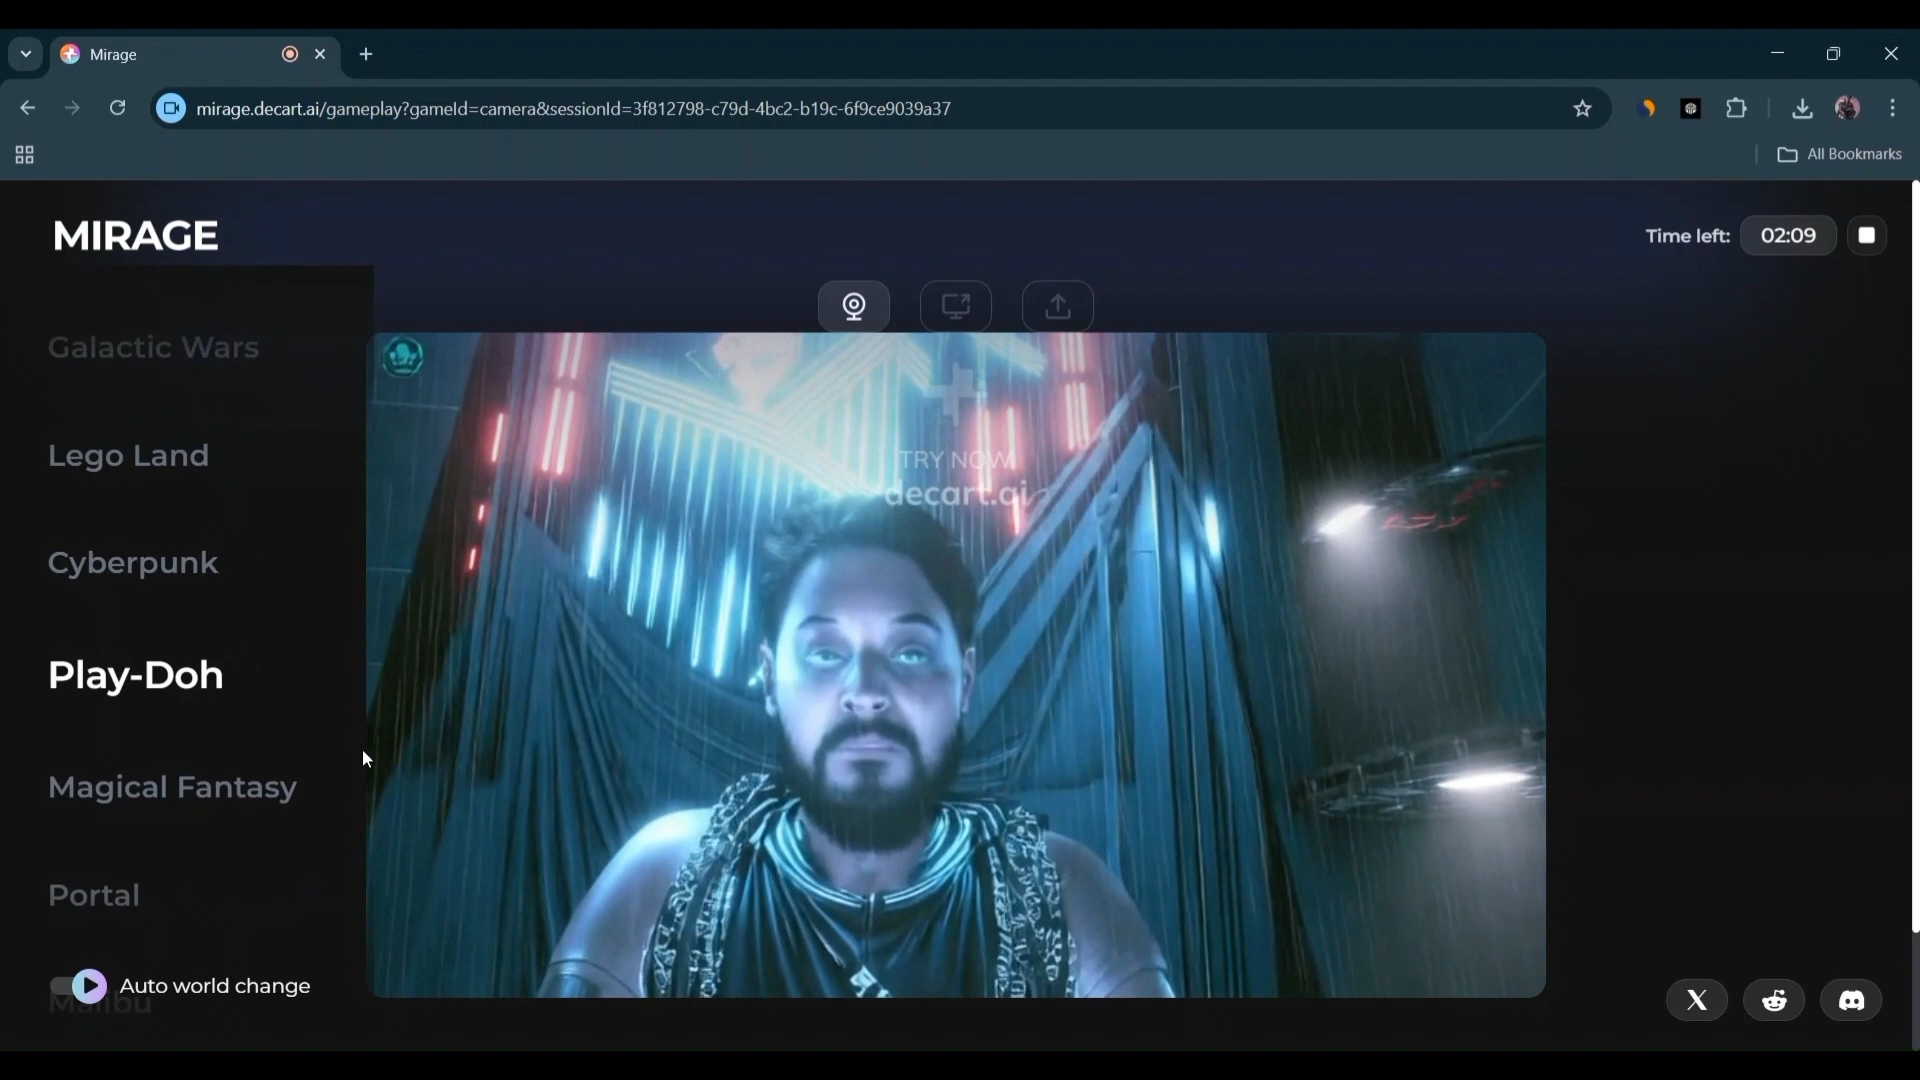 Mirage
mirage.decart.ai/gameplay?gameId=camera&sessionId=3f812798-c79d-4bc2-b19c-6f9ce9039a37
All Bookmarks
MIRAGE
Time left: 02:09
Galactic Wars
Lego Land
Cyberpunk
Play-Doh
Magical Fantasy
Portal
Auto world change
Malibu
TRY NOW
decart.ai